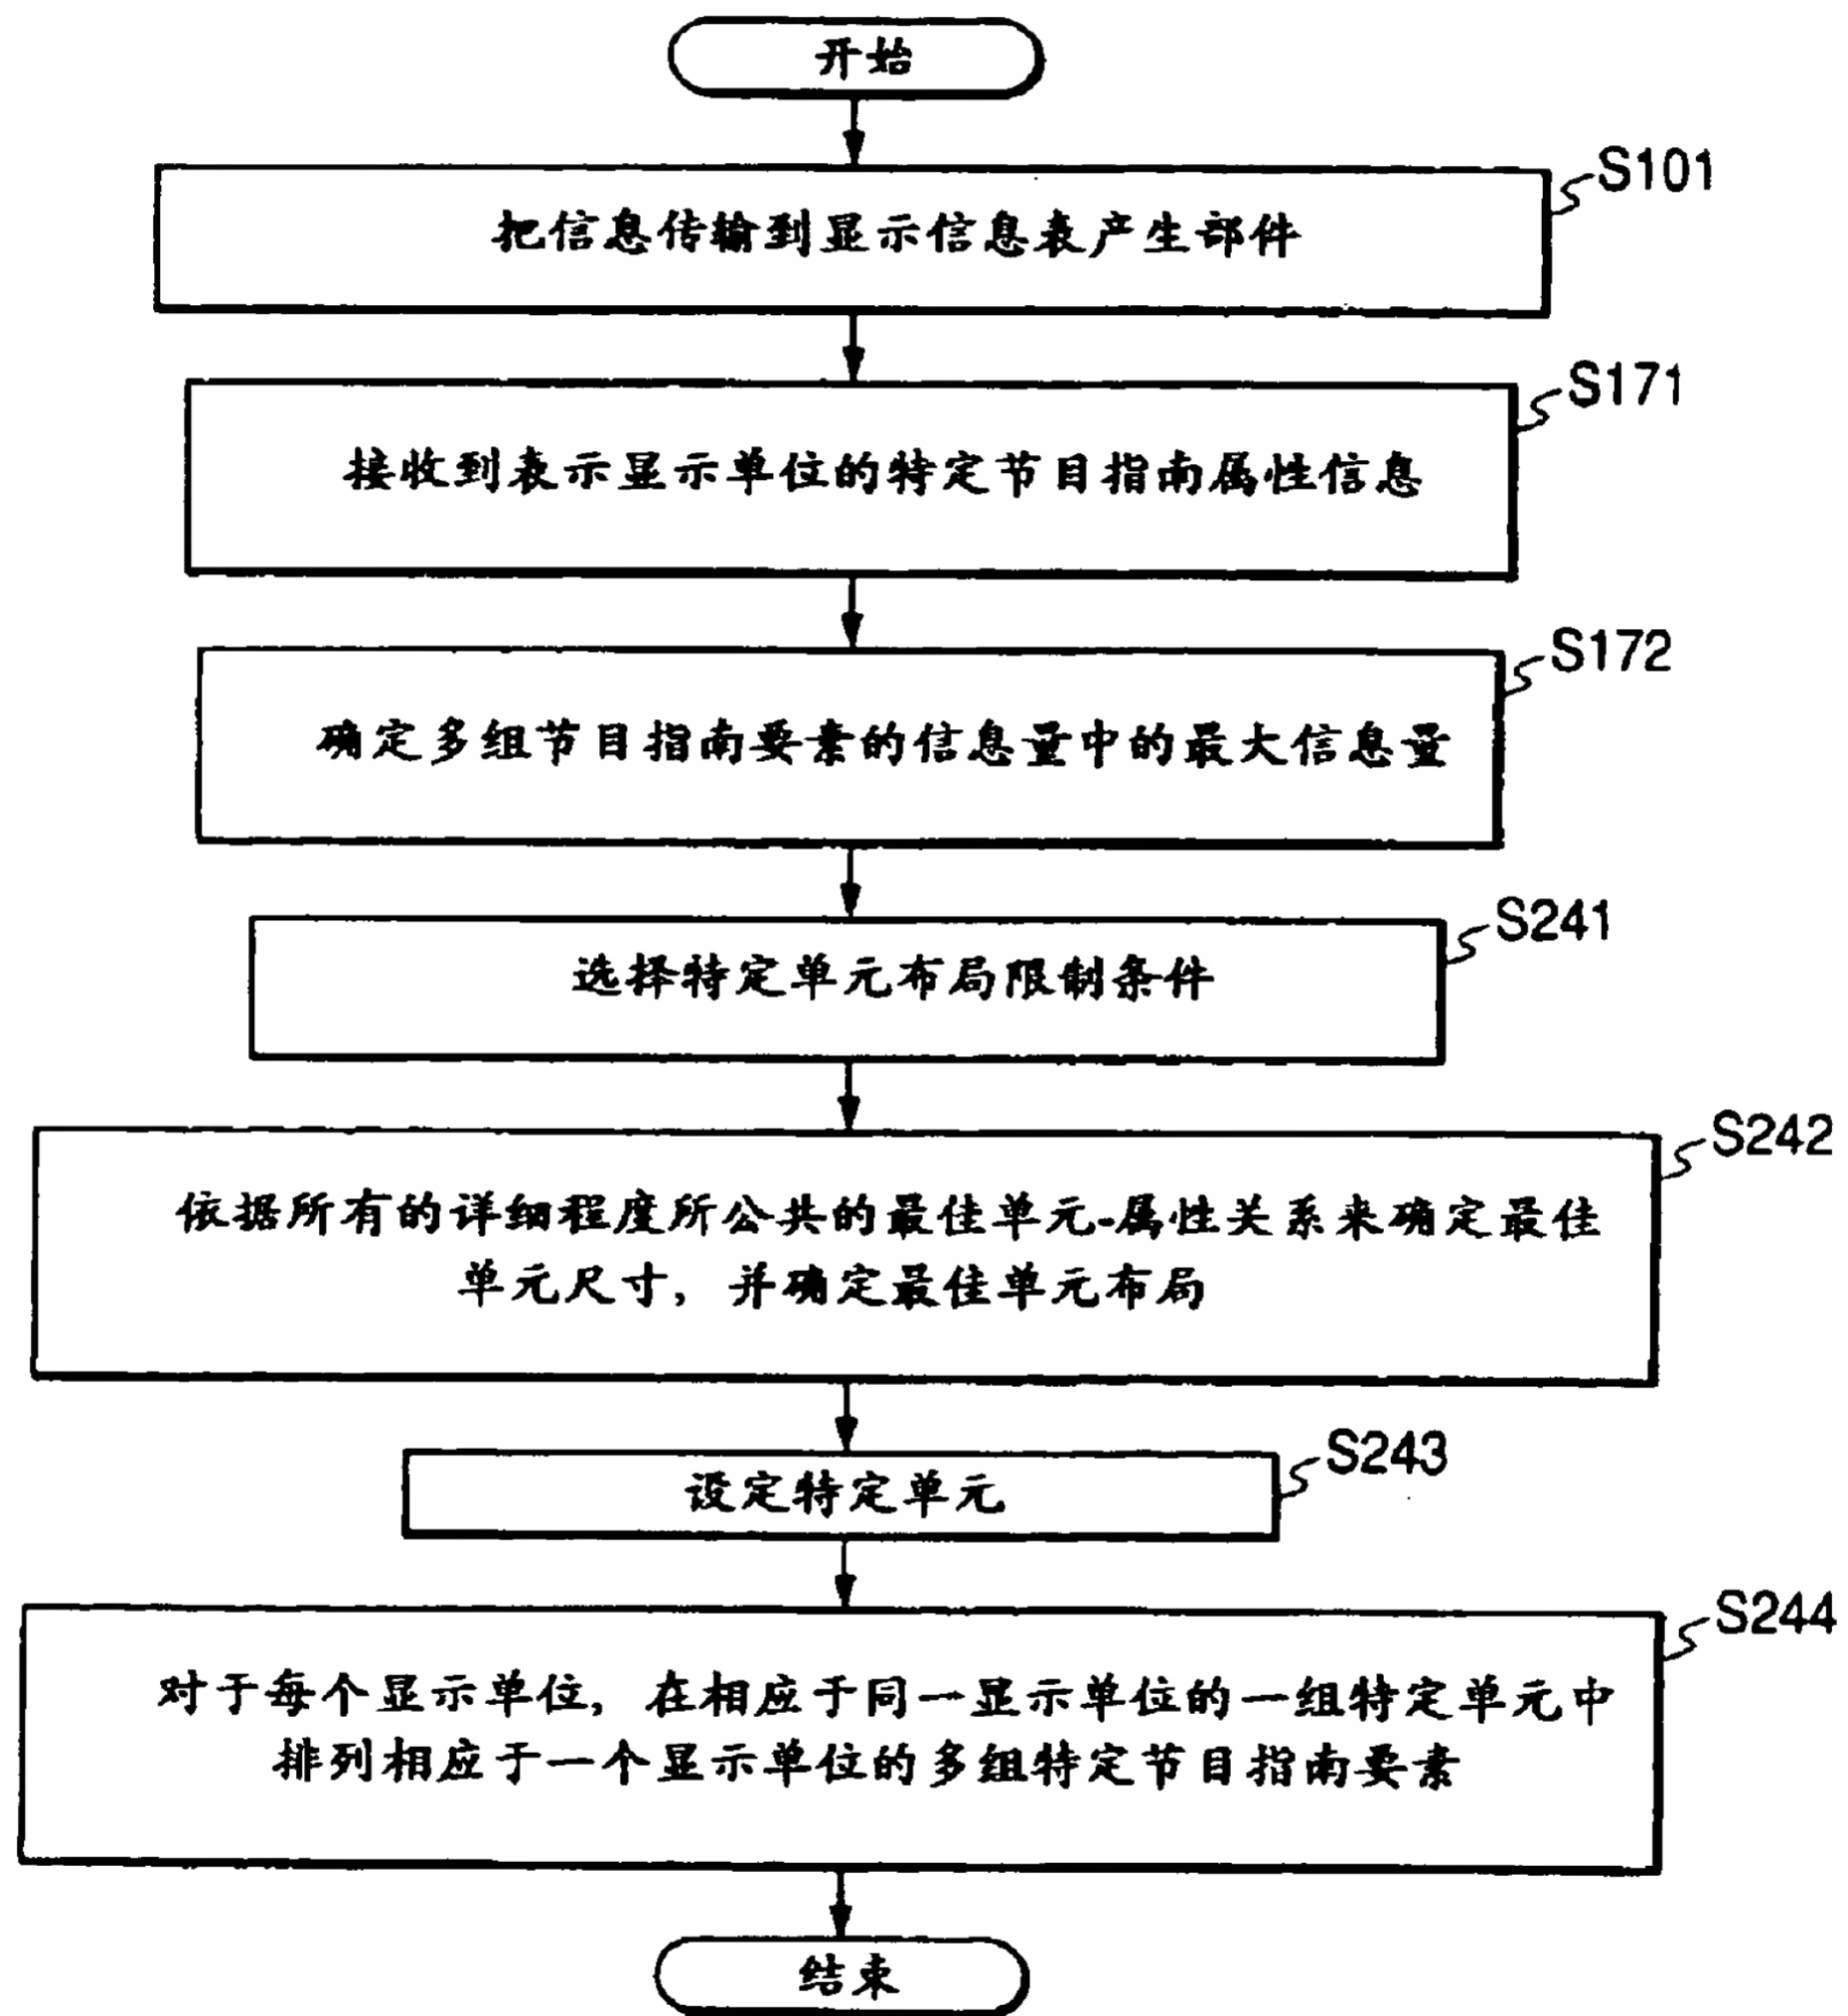 开始
S101
把信息传输到显示信息表产生部件
S171
接收到表示显示单位的特定节目指南属性信息
S172
确定多组节目指南要素的信息量中的最大信息量
S241
选择特定单元布局限制条件
S242
依据所有的详细程度所公共的最佳单元-属性关系来确定最佳
单元尺寸，并确定最佳单元布局
S243
设定特定单元
S244
对于每个显示单位，在相应于同一显示单位的一组特定单元中
排列相应于一个显示单位的多组特定节目指南要素
结束